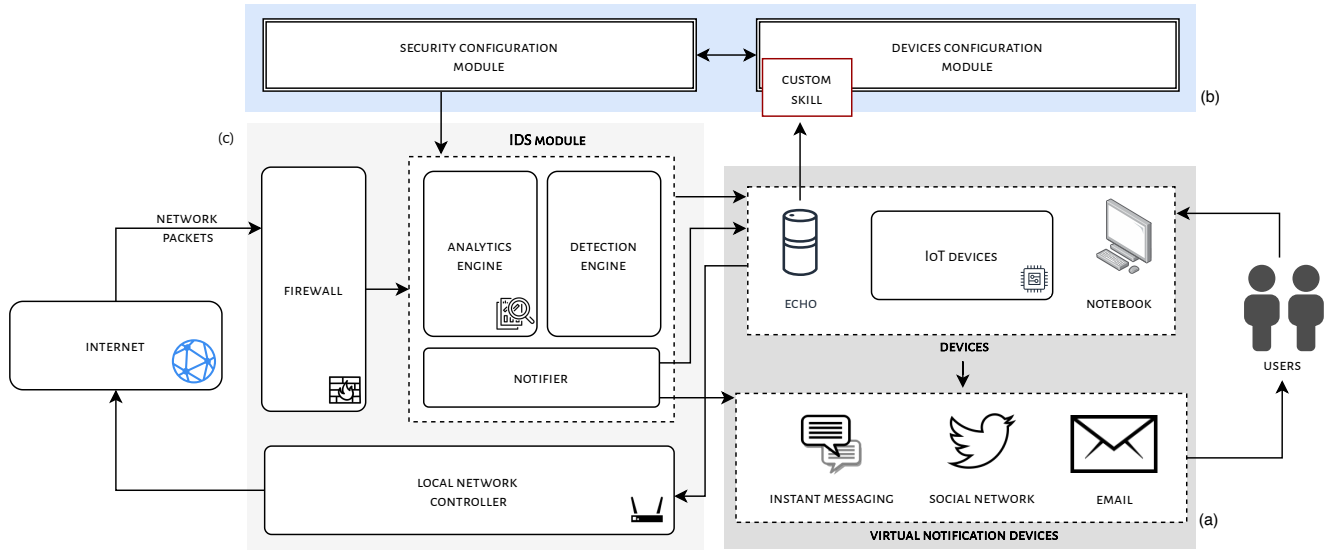 SECURITY CONFIGURATION
MODULE
DEVICES CONFIGURATION
MODULE
CUSTOM
SKILL
(b)
(c)
IDS MODULE
NETWORK
PACKETS
FIREWALL
ANALYTICS
ENGINE
DETECTION
ENGINE
NOTIFIER
INTERNET
LOCAL NETWORK
CONTROLLER
ECHO
IoT DEVICES
NOTEBOOK
DEVICES
USERS
INSTANT MESSAGING
SOCIAL NETWORK
EMAIL
(a)
VIRTUAL NOTIFICATION DEVICES